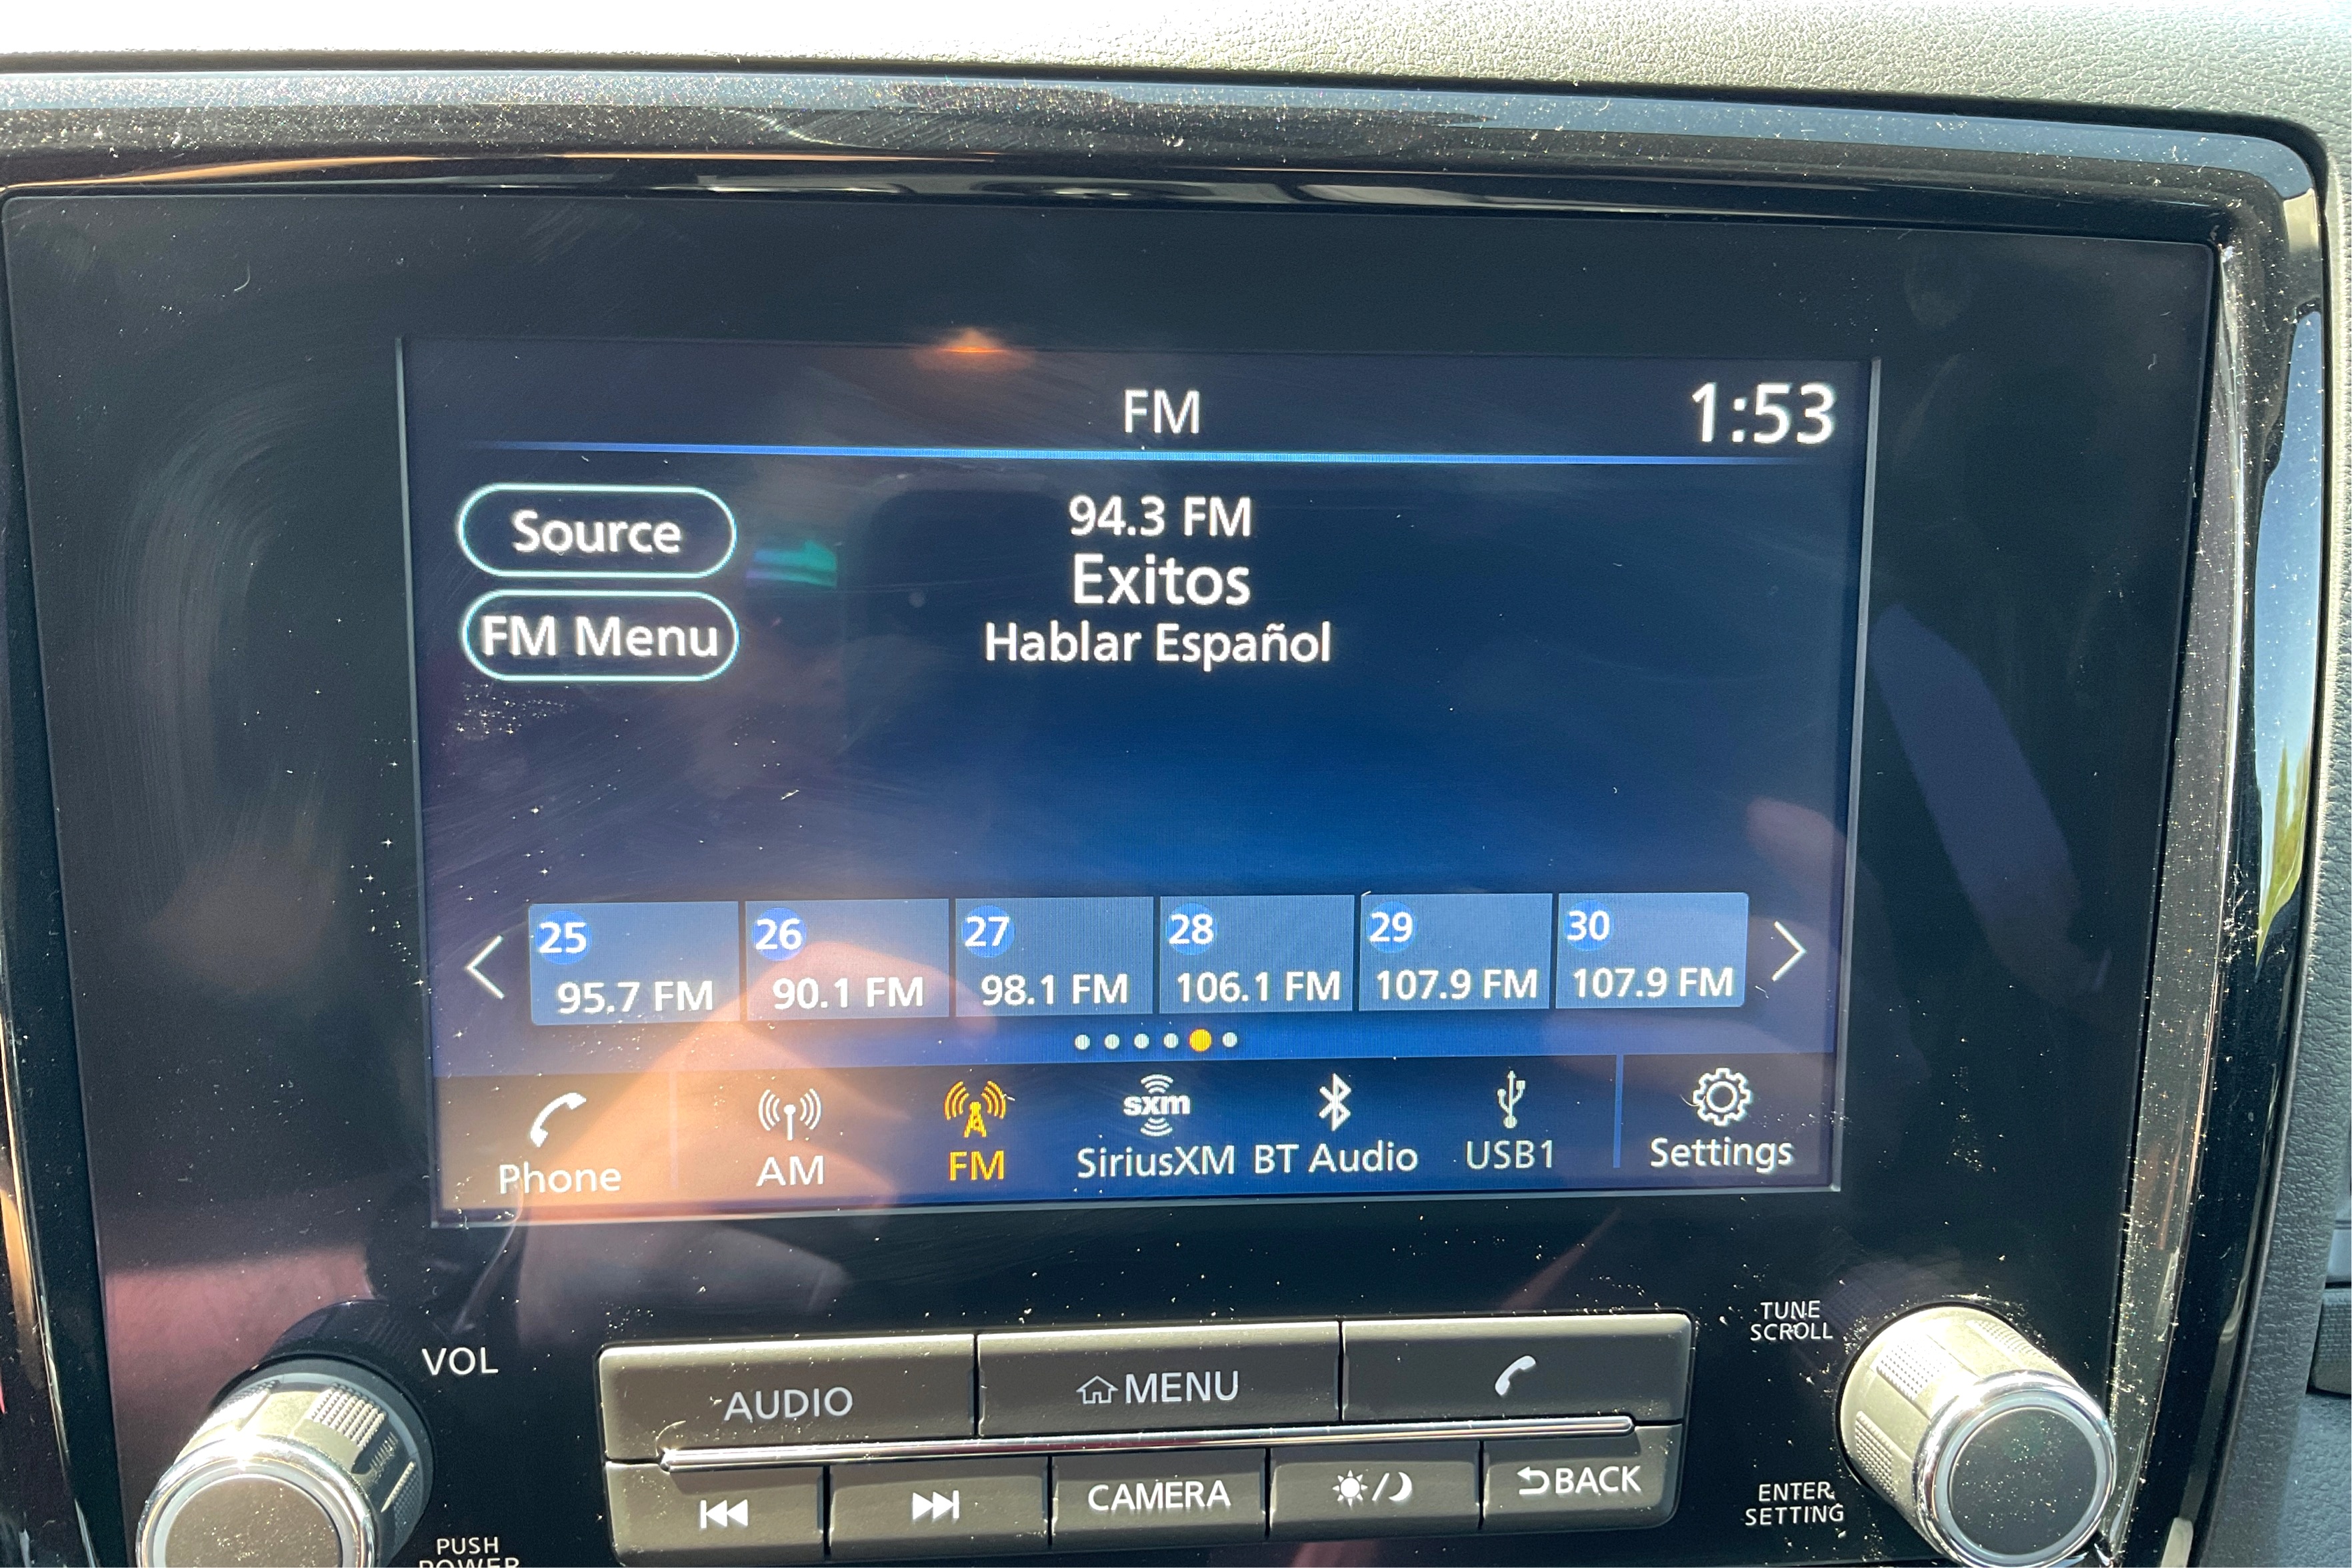 FM
1:53
Source
94.3 FM
Exitos
FM Menu
Hablar Español
25
26
27
28
29
30
95.7 FM
90.1 FM
98.1 FM
106.1 FM
107.9 FM
107.9 FM
sxm
Phone
AM
FM
SiriusXM
BT Audio
USB1
Settings
VOL
AUDIO
MENU
TUNE
SCROLL
CAMERA
BACK
ENTER
SETTING
PUSH
POWER